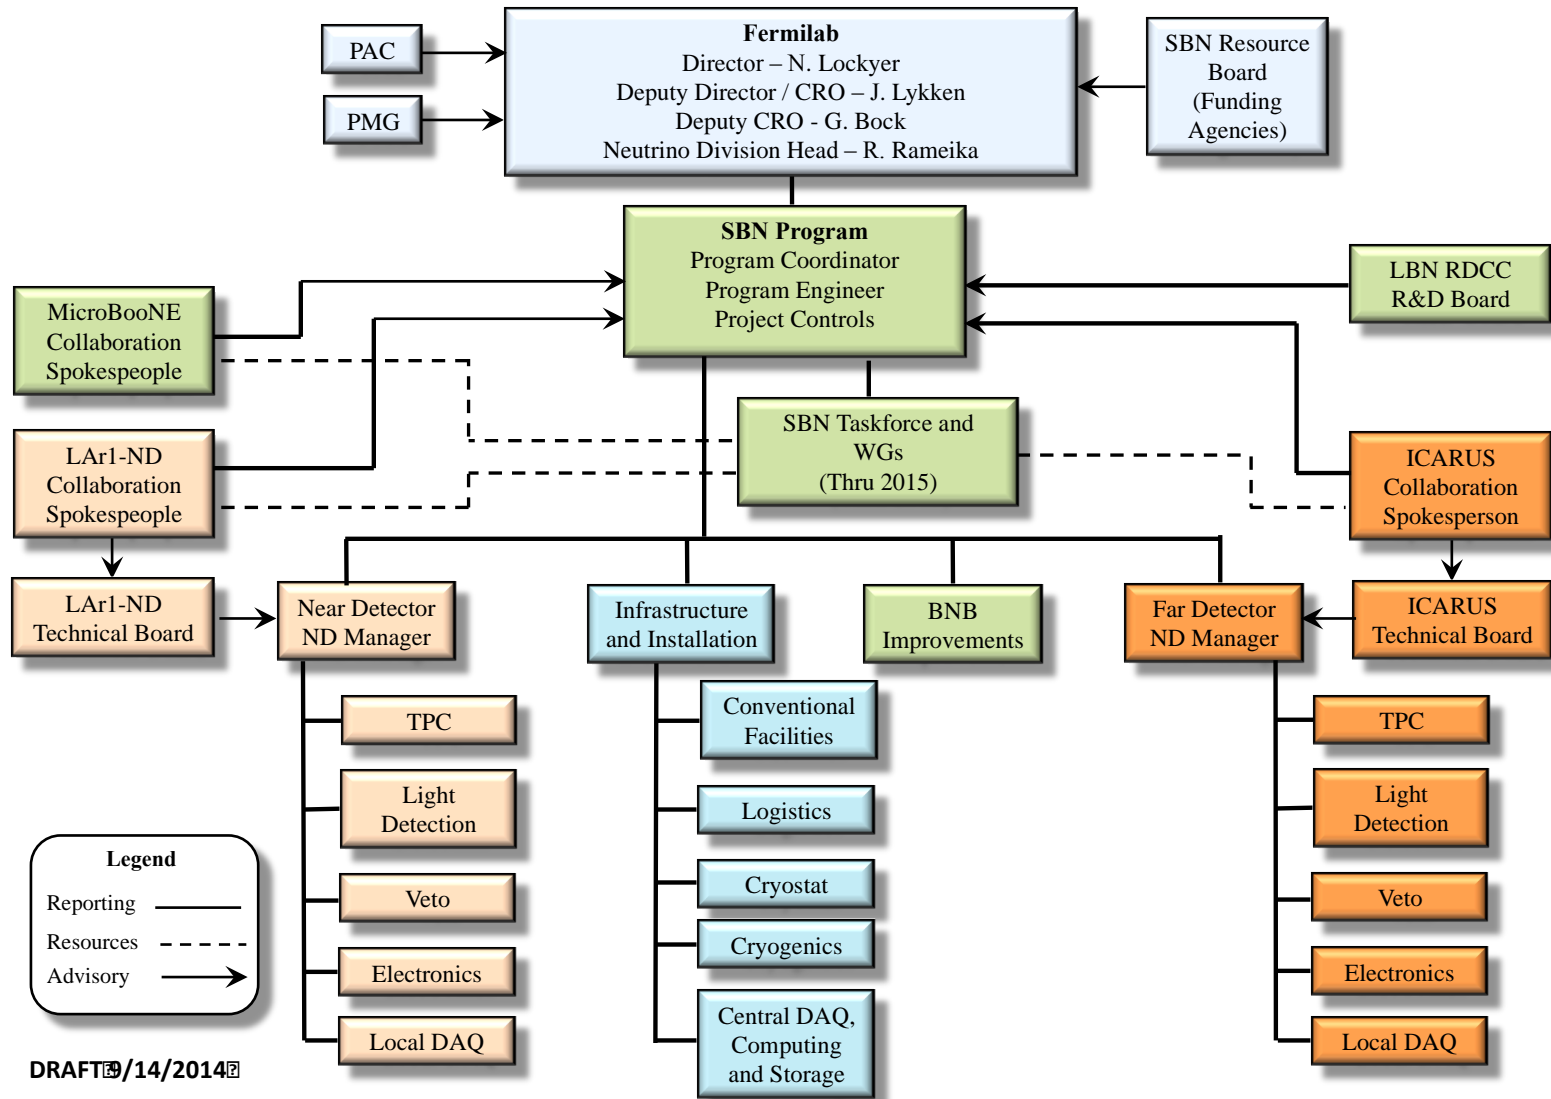 PAC
PMG
Fermilab
Director – N. Lockyer
Deputy Director / CRO – J. Lykken
Deputy CRO - G. Bock
Neutrino Division Head – R. Rameika
SBN Resource
Board
(Funding
Agencies)
SBN Program
Program Coordinator
Program Engineer
Project Controls
LBN RDCC
R&D Board
MicroBooNE
Collaboration
Spokespeople
SBN Taskforce and
WGs
(Thru 2015)
LAr1-ND
Collaboration
Spokespeople
ICARUS
Collaboration
Spokesperson
LAr1-ND
Technical Board
Near Detector
ND Manager
Infrastructure
and Installation
BNB
Improvements
Far Detector
ND Manager
ICARUS
Technical Board
TPC
Light
Detection
Veto
Electronics
Local DAQ
Conventional
Facilities
Logistics
Cryostat
Cryogenics
Central DAQ,
Computing
and Storage
TPC
Light
Detection
Veto
Electronics
Local DAQ
Legend
Reporting
Resources
Advisory
DRAFT 9/14/2014